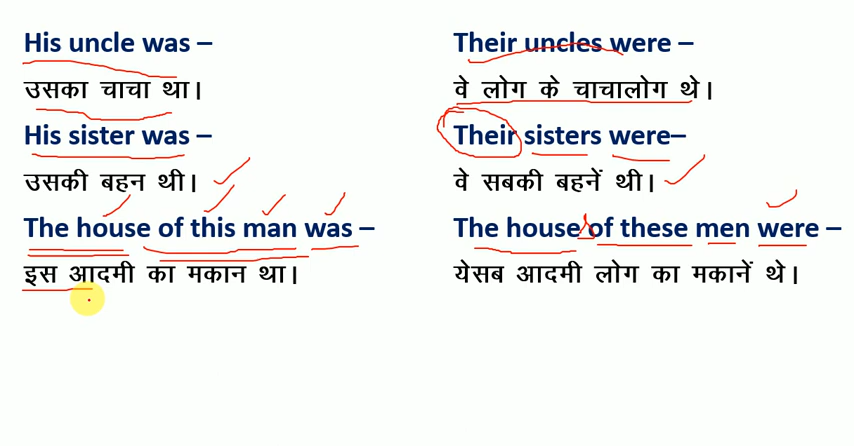 His uncle was –
उसका चाचा था।
His sister was –
उसकी बहन थी।
The house of this man was –
इस आदमी का मकान था।
Their uncles were –
वे लोग के चाचालोग थे।
Their sisters were–
वे सबकी बहनें थी।
The houses of these men were –
येसब आदमी लोग का मकानें थे।